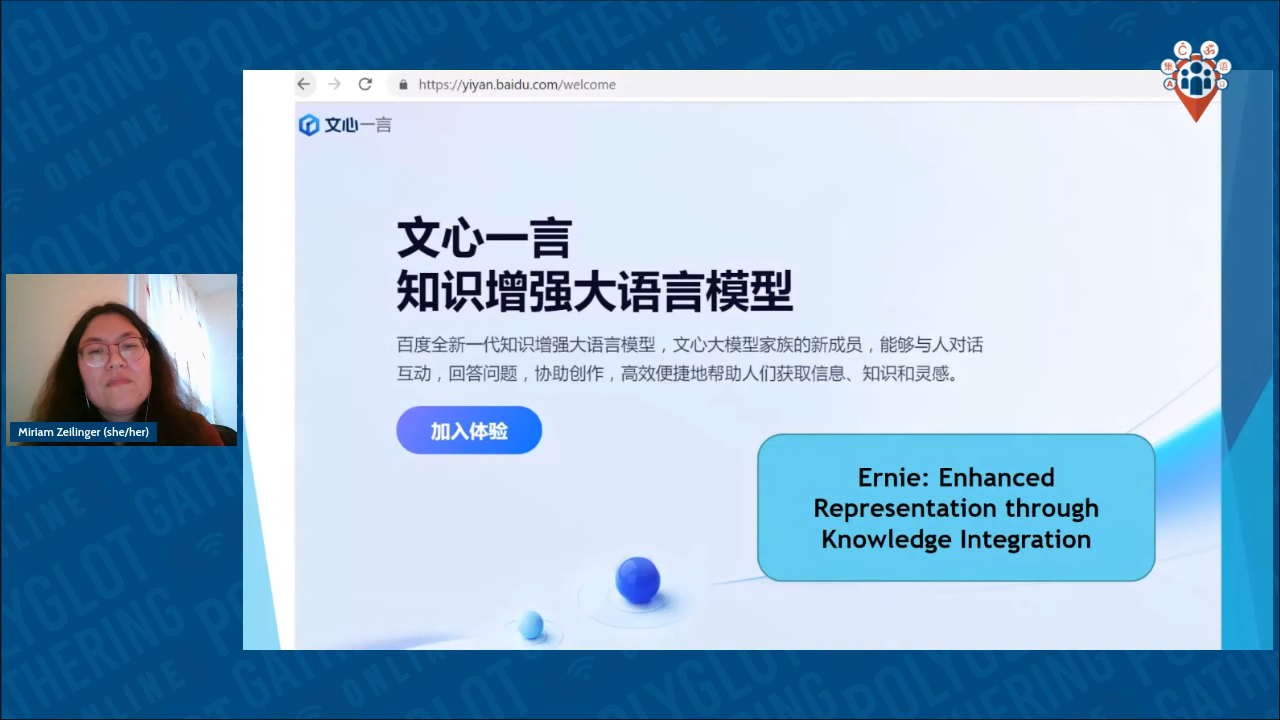 https://yiyan.baidu.com/welcome
文心一言
文心一言
知识增强大语言模型
百度全新一代知识增强大语言模型，文心大模型家族的新成员，能够与人对话
互动，回答问题，协助创作，高效便捷地帮助人们获取信息、知识和灵感。
加入体验
Ernie: Enhanced
Representation through
Knowledge Integration
Miriam Zeilinger (she/her)
POLYGLOT
GATHERING
ONLINE